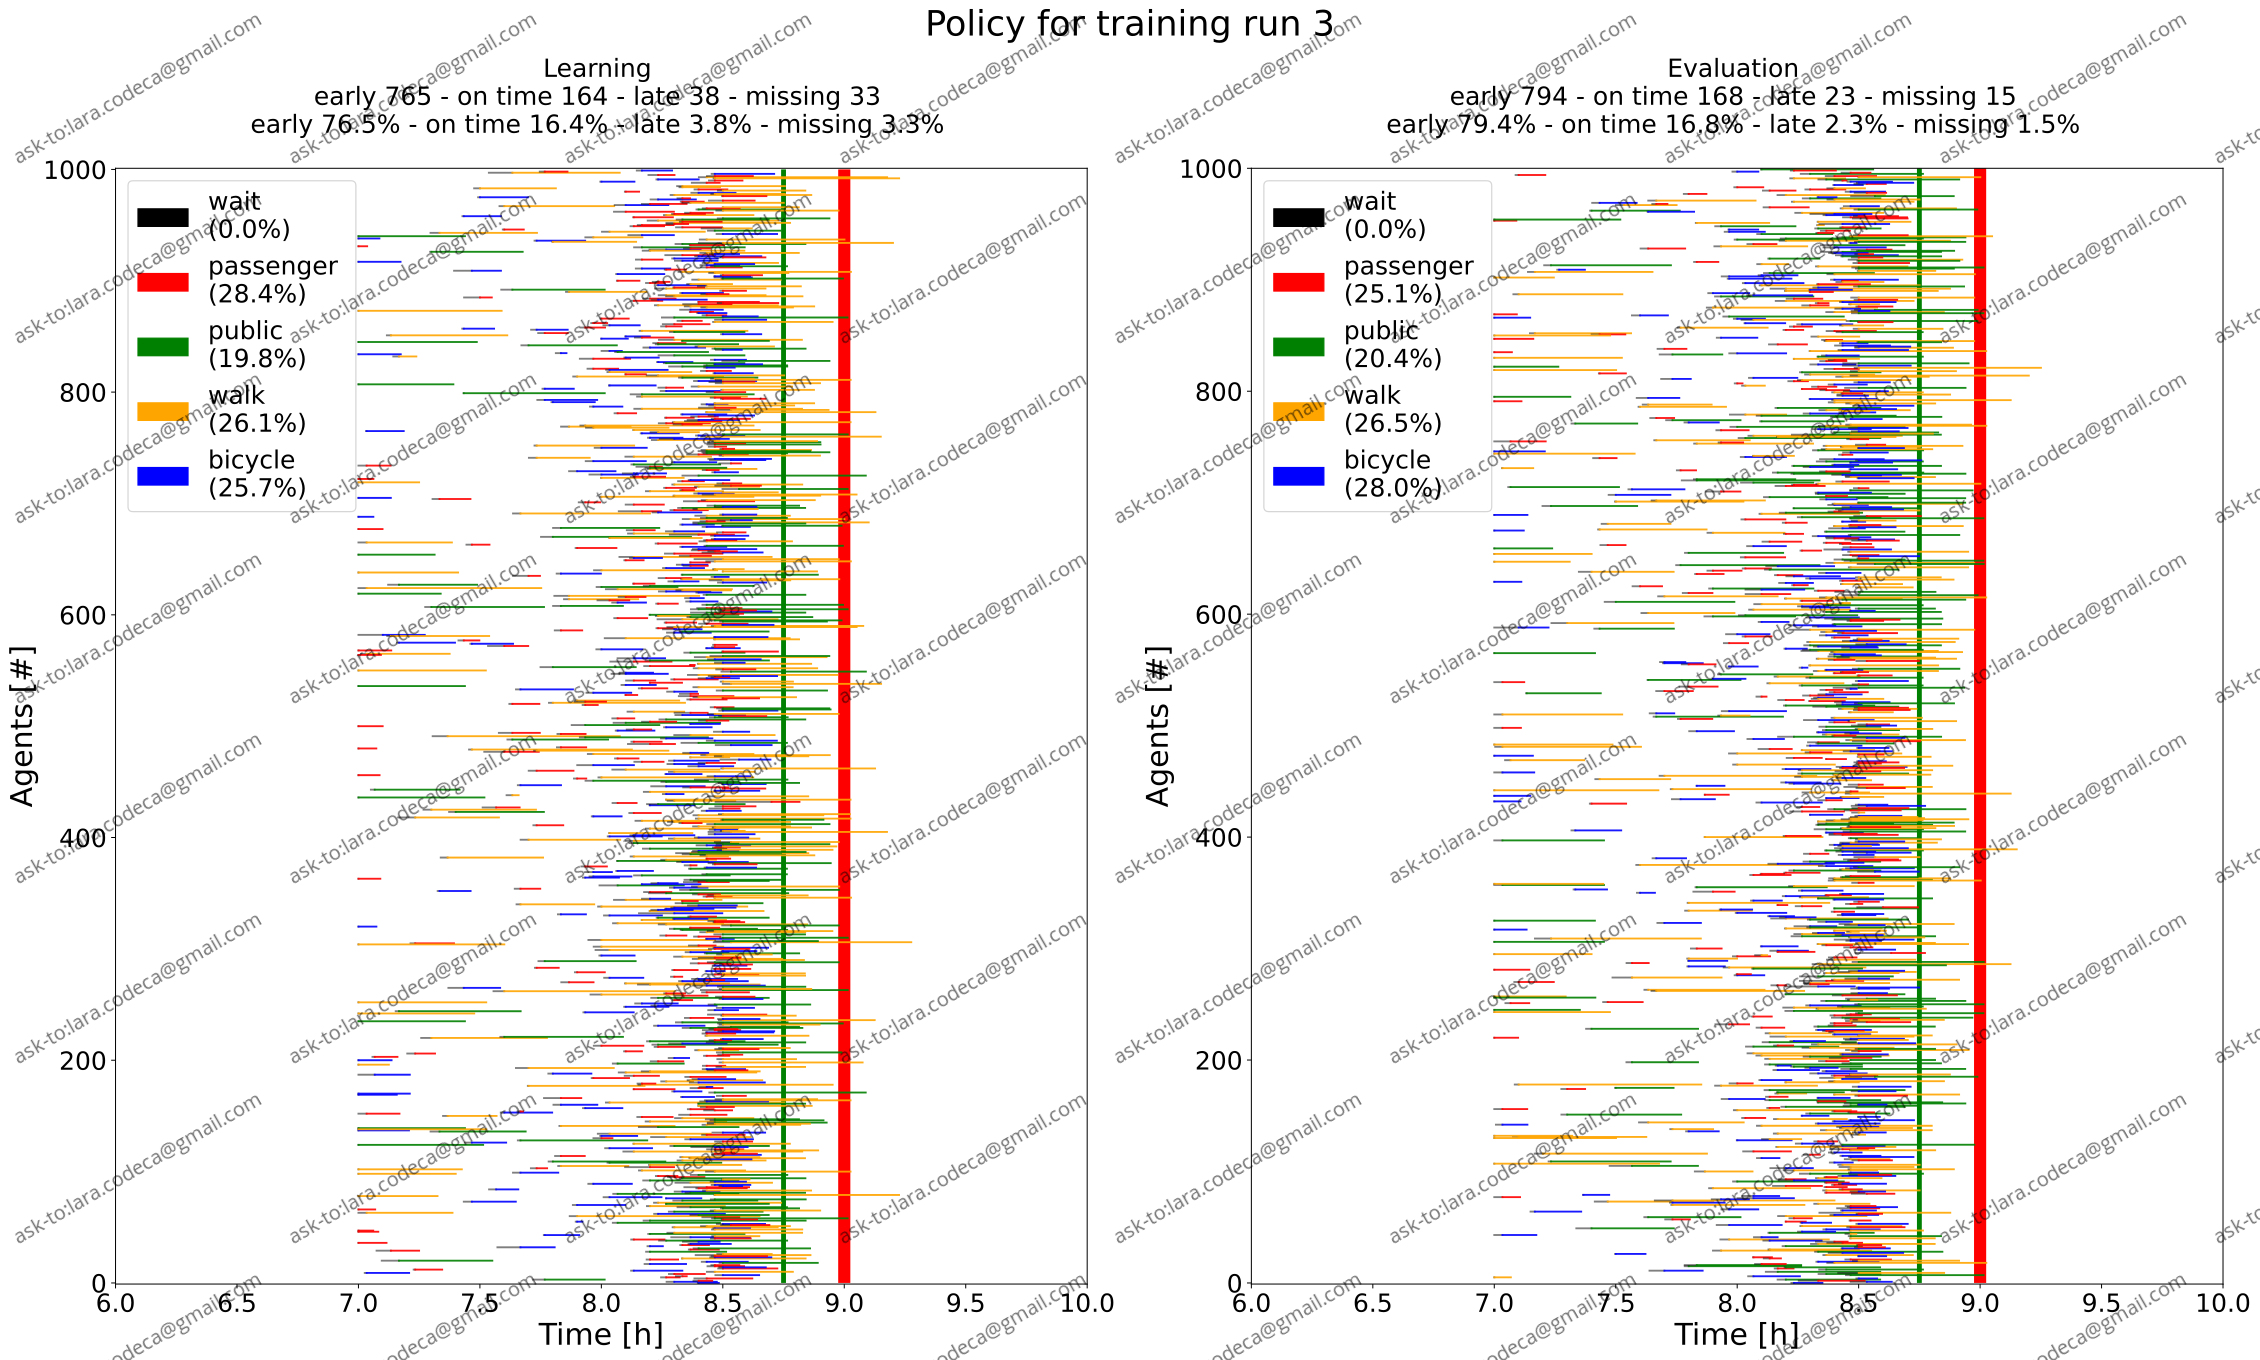 Policy for training run 3
Learning
early 765 - on time 164 - late 38 - missing 33
early 76.5% - on time 16.4% - late 3.8% - missing 3.3%
1000
800
600
400
200
0
Agents [#]
wait
(0.0%)
passenger
(28.4%)
public
(19.8%)
walk
(26.1%)
bicycle
(25.7%)
6.0 6.5 7.0 7.5 8.0 8.5 9.0 9.5 10.0
Time [h]
Evaluation
early 794 - on time 168 - late 23 - missing 15
early 79.4% - on time 16.8% - late 2.3% - missing 1.5%
1000
800
600
400
200
0
Agents [#]
wait
(0.0%)
passenger
(25.1%)
public
(20.4%)
walk
(26.5%)
bicycle
(28.0%)
6.0 6.5 7.0 7.5 8.0 8.5 9.0 9.5 10.0
Time [h]
ask-to:lara.codeca@gmail.com